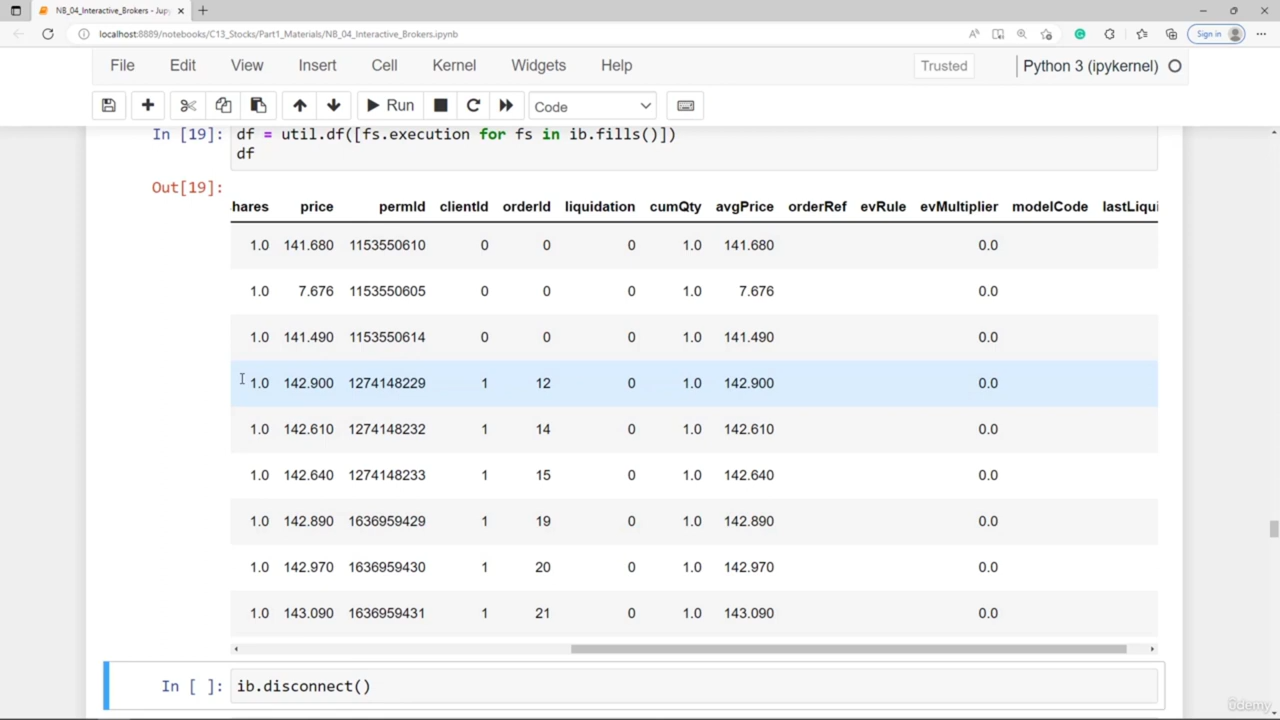 NB_04_Interactive_Brokers - Jupy
localhost:8889/notebooks/C13_Stocks/Part1_Materials/NB_04_Interactive_Brokers.ipynb
Sign in
File Edit View Insert Cell Kernel Widgets Help Trusted Python 3 (ipykernel)
Run Code
In [19]: df = util.df([fs.execution for fs in ib.fills()])
df
Out[19]:
hares price permId clientId orderId liquidation cumQty avgPrice orderRef evRule evMultiplier modelCode lastLiqui
1.0 141.680 1153550610 0 0 0 1.0 141.680 0.0
1.0 7.676 1153550605 0 0 0 1.0 7.676 0.0
1.0 141.490 1153550614 0 0 0 1.0 141.490 0.0
1.0 142.900 1274148229 1 12 0 1.0 142.900 0.0
1.0 142.610 1274148232 1 14 0 1.0 142.610 0.0
1.0 142.640 1274148233 1 15 0 1.0 142.640 0.0
1.0 142.890 1636959429 1 19 0 1.0 142.890 0.0
1.0 142.970 1636959430 1 20 0 1.0 142.970 0.0
1.0 143.090 1636959431 1 21 0 1.0 143.090 0.0
In [ ]: ib.disconnect()
ûdemy